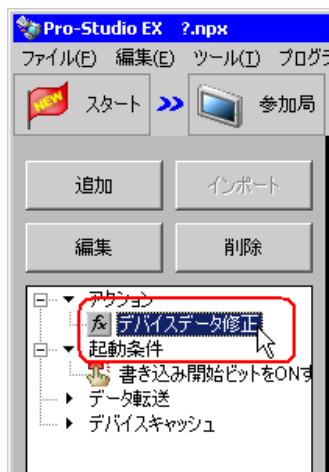 Pro-Studio EX ?.npx
ファイル(F) 編集(E) ツール(T) プログラ
NEW スタート 参加局
追加 インポート
編集 削除
アクション
fx デバイスデータ修正
起動条件
書き込み開始ビットをONす
データ転送
デバイスキャッシュ